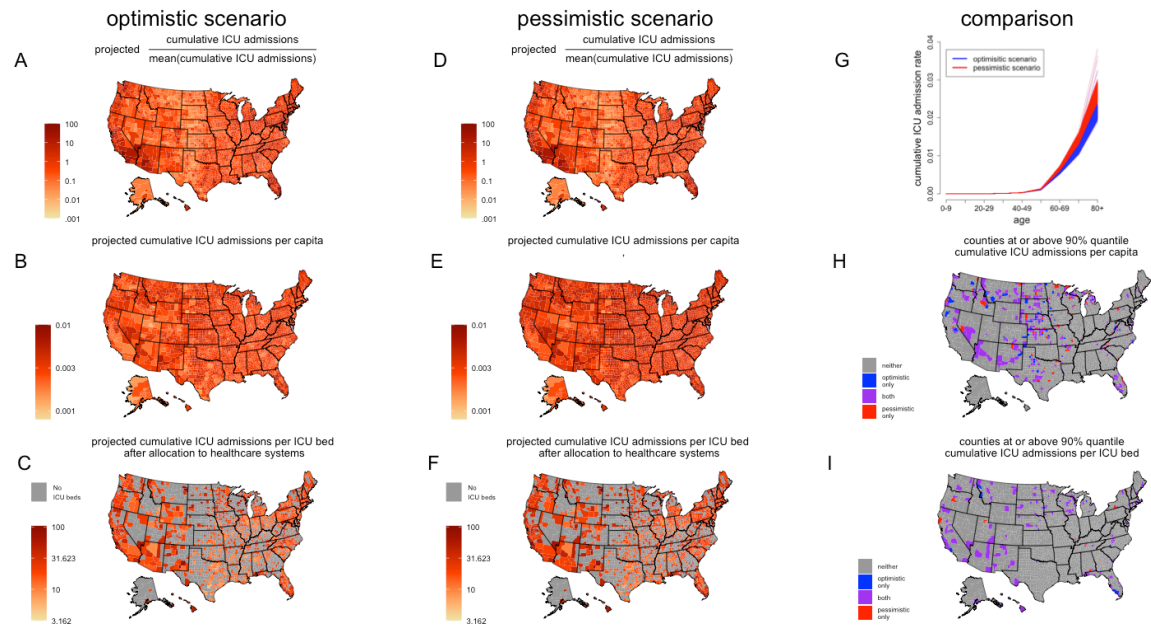 optimistic scenario
pessimistic scenario
comparison
A
projected
cumulative ICU admissions
mean(cumulative ICU admissions)
100
10
1
0.1
.01
.001
D
projected
cumulative ICU admissions
mean(cumulative ICU admissions)
100
10
1
0.1
.01
.001
G
optimisitic scenario
pessimistic scenario
cumulative ICU admission rate
0.00
0.01
0.02
0.03
0.04
0-9
20-29
40-49
60-69
80+
age
B
projected cumulative ICU admissions per capita
0.01
0.003
0.001
E
projected cumulative ICU admissions per capita
0.01
0.003
0.001
H
counties at or above 90% quantile
cumulative ICU admissions per capita
neither
optimistic
only
both
pessimistic
only
C
projected cumulative ICU admissions per ICU bed
after allocation to healthcare systems
No
ICU beds
100
31.623
10
3.162
F
projected cumulative ICU admissions per ICU bed
after allocation to healthcare systems
No
ICU beds
100
31.623
10
3.162
I
counties at or above 90% quantile
cumulative ICU admissions per ICU bed
neither
optimistic
only
both
pessimistic
only